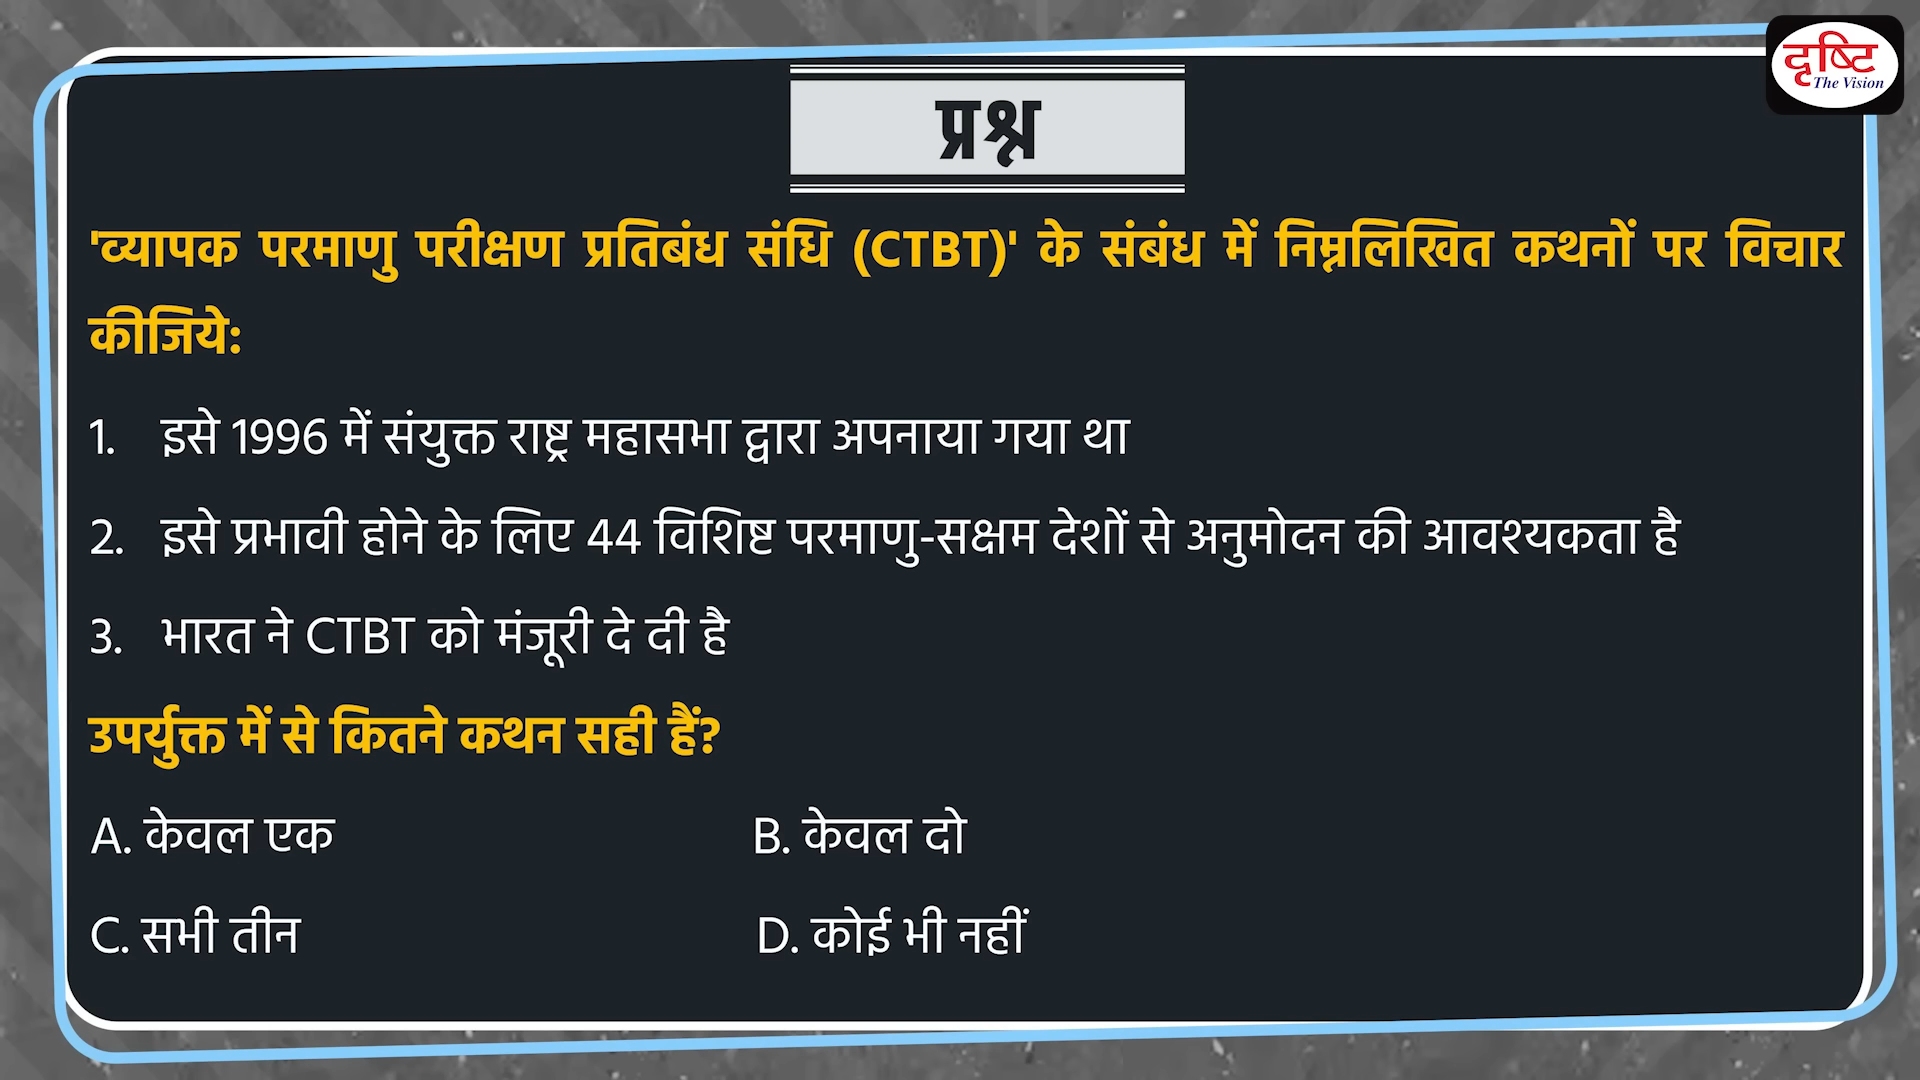 दृष्टि
The Vision
प्रश्न
'व्यापक परमाणु परीक्षण प्रतिबंध संधि (CTBT)' के संबंध में निम्नलिखित कथनों पर विचार
कीजिये:
1. इसे 1996 में संयुक्त राष्ट्र महासभा द्वारा अपनाया गया था
2. इसे प्रभावी होने के लिए 44 विशिष्ट परमाणु-सक्षम देशों से अनुमोदन की आवश्यकता है
3. भारत ने CTBT को मंजूरी दे दी है
उपर्युक्त में से कितने कथन सही हैं?
A. केवल एक B. केवल दो
C. सभी तीन D. कोई भी नहीं